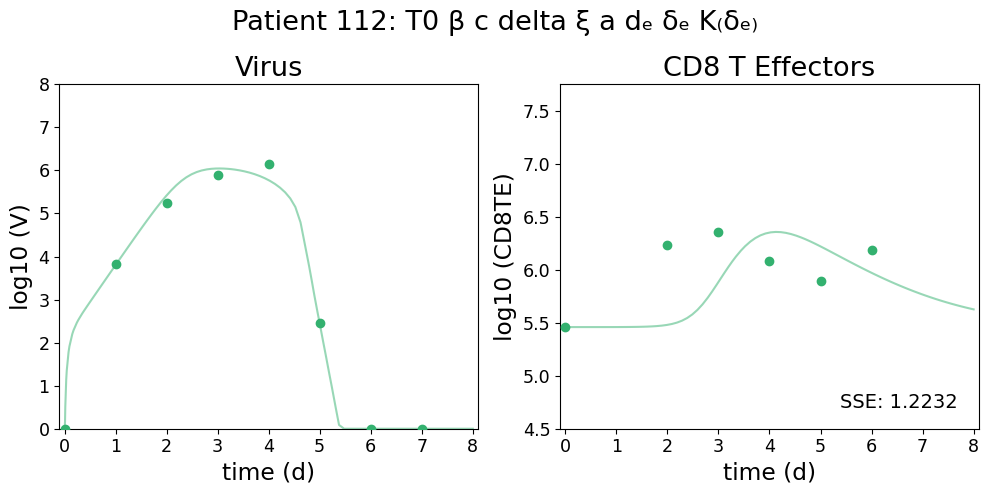 Patient 112: T0 β c delta ξ a dₑ δₑ K₍δₑ₎
Virus
CD8 T Effectors
8
7
6
5
4
3
2
1
0
log10 (V)
0 1 2 3 4 5 6 7 8
time (d)
7.5
7.0
6.5
6.0
5.5
5.0
4.5
log10 (CD8TE)
SSE: 1.2232
0 1 2 3 4 5 6 7 8
time (d)